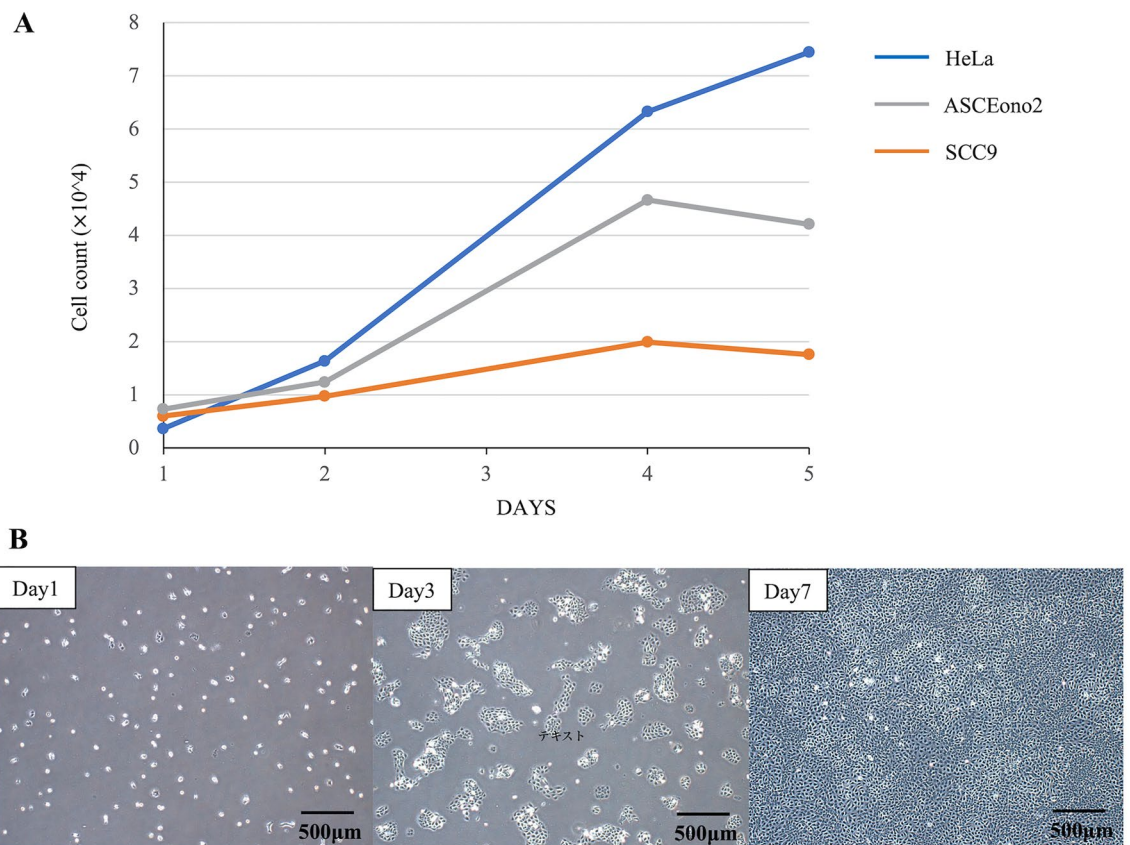 A
8
7
6
5
4
3
2
1
0
Cell count (×10^4)
1 2 3 4 5
DAYS
HeLa
ASCEono2
SCC9
B
Day1
Day3
Day7
テキスト
500μm
500μm
500μm